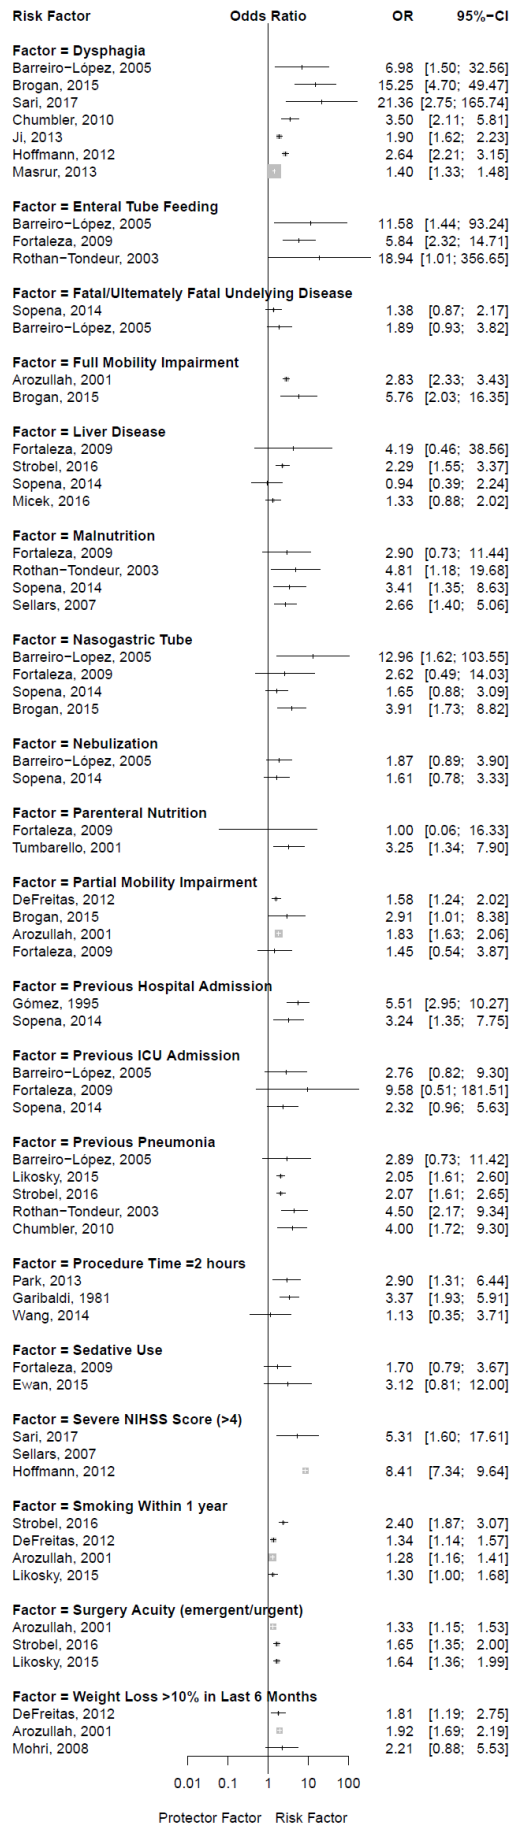 Risk Factor Odds Ratio OR 95%−CI
Factor = Dysphagia
Barreiro−López, 2005 6.98 [1.50; 32.56]
Brogan, 2015 15.25 [4.70; 49.47]
Sari, 2017 21.36 [2.75; 165.74]
Chumbler, 2010 3.50 [2.11; 5.81]
Ji, 2013 1.90 [1.62; 2.23]
Hoffmann, 2012 2.64 [2.21; 3.15]
Masrur, 2013 1.40 [1.33; 1.48]
Factor = Enteral Tube Feeding
Barreiro−López, 2005 11.58 [1.44; 93.24]
Fortaleza, 2009 5.84 [2.32; 14.71]
Rothan−Tondeur, 2003 18.94 [1.01; 356.65]
Factor = Fatal/Ultemately Fatal Undelying Disease
Sopena, 2014 1.38 [0.87; 2.17]
Barreiro−López, 2005 1.89 [0.93; 3.82]
Factor = Full Mobility Impairment
Arozullah, 2001 2.83 [2.33; 3.43]
Brogan, 2015 5.76 [2.03; 16.35]
Factor = Liver Disease
Fortaleza, 2009 4.19 [0.46; 38.56]
Strobel, 2016 2.29 [1.55; 3.37]
Sopena, 2014 0.94 [0.39; 2.24]
Micek, 2016 1.33 [0.88; 2.02]
Factor = Malnutrition
Fortaleza, 2009 2.90 [0.73; 11.44]
Rothan−Tondeur, 2003 4.81 [1.18; 19.68]
Sopena, 2014 3.41 [1.35; 8.63]
Sellars, 2007 2.66 [1.40; 5.06]
Factor = Nasogastric Tube
Barreiro−Lopez, 2005 12.96 [1.62; 103.55]
Fortaleza, 2009 2.62 [0.49; 14.03]
Sopena, 2014 1.65 [0.88; 3.09]
Brogan, 2015 3.91 [1.73; 8.82]
Factor = Nebulization
Barreiro−López, 2005 1.87 [0.89; 3.90]
Sopena, 2014 1.61 [0.78; 3.33]
Factor = Parenteral Nutrition
Fortaleza, 2009 1.00 [0.06; 16.33]
Tumbarello, 2001 3.25 [1.34; 7.90]
Factor = Partial Mobility Impairment
DeFreitas, 2012 1.58 [1.24; 2.02]
Brogan, 2015 2.91 [1.01; 8.38]
Arozullah, 2001 1.83 [1.63; 2.06]
Fortaleza, 2009 1.45 [0.54; 3.87]
Factor = Previous Hospital Admission
Gómez, 1995 5.51 [2.95; 10.27]
Sopena, 2014 3.24 [1.35; 7.75]
Factor = Previous ICU Admission
Barreiro−López, 2005 2.76 [0.82; 9.30]
Fortaleza, 2009 9.58 [0.51; 181.51]
Sopena, 2014 2.32 [0.96; 5.63]
Factor = Previous Pneumonia
Barreiro−López, 2005 2.89 [0.73; 11.42]
Likosky, 2015 2.05 [1.61; 2.60]
Strobel, 2016 2.07 [1.61; 2.65]
Rothan−Tondeur, 2003 4.50 [2.17; 9.34]
Chumbler, 2010 4.00 [1.72; 9.30]
Factor = Procedure Time =2 hours
Park, 2013 2.90 [1.31; 6.44]
Garibaldi, 1981 3.37 [1.93; 5.91]
Wang, 2014 1.13 [0.35; 3.71]
Factor = Sedative Use
Fortaleza, 2009 1.70 [0.79; 3.67]
Ewan, 2015 3.12 [0.81; 12.00]
Factor = Severe NIHSS Score (>4)
Sari, 2017 5.31 [1.60; 17.61]
Sellars, 2007
Hoffmann, 2012 8.41 [7.34; 9.64]
Factor = Smoking Within 1 year
Strobel, 2016 2.40 [1.87; 3.07]
DeFreitas, 2012 1.34 [1.14; 1.57]
Arozullah, 2001 1.28 [1.16; 1.41]
Likosky, 2015 1.30 [1.00; 1.68]
Factor = Surgery Acuity (emergent/urgent)
Arozullah, 2001 1.33 [1.15; 1.53]
Strobel, 2016 1.65 [1.35; 2.00]
Likosky, 2015 1.64 [1.36; 1.99]
Factor = Weight Loss >10% in Last 6 Months
DeFreitas, 2012 1.81 [1.19; 2.75]
Arozullah, 2001 1.92 [1.69; 2.19]
Mohri, 2008 2.21 [0.88; 5.53]
0.01 0.1 1 10 100
Protector Factor Risk Factor